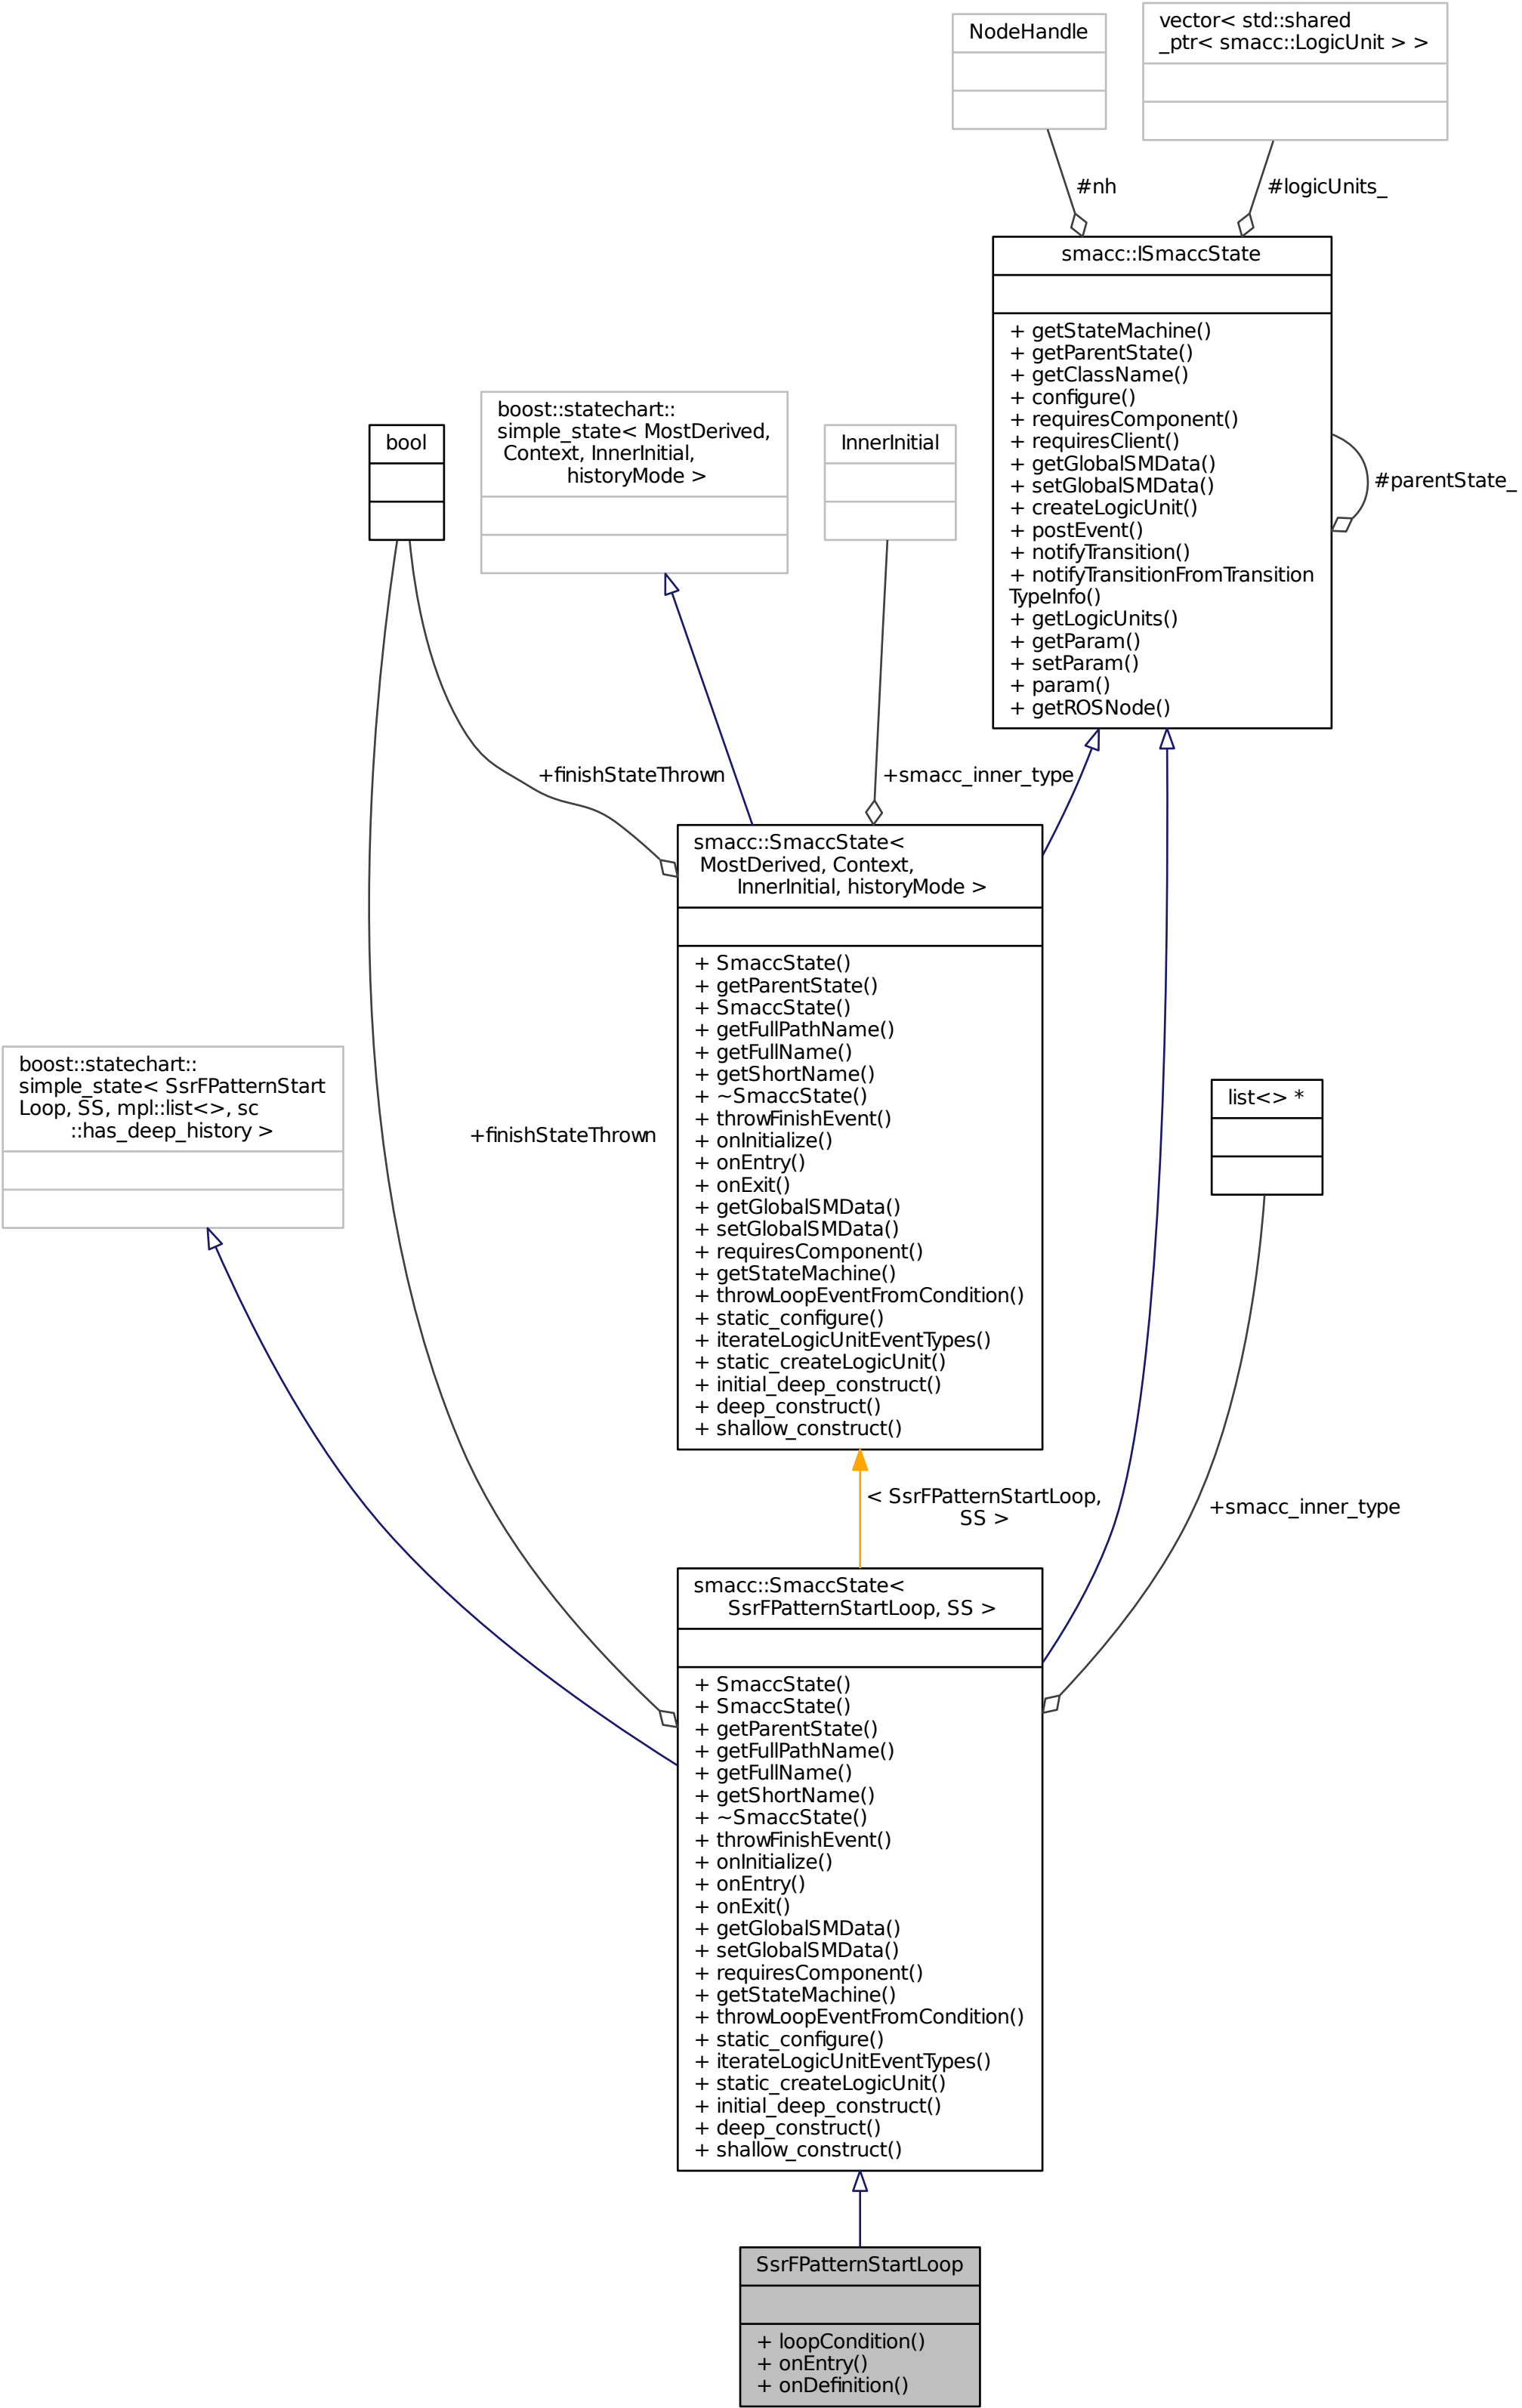 NodeHandle
vector< std::shared
_ptr< smacc::LogicUnit > >
#nh
#logicUnits_
smacc::ISmaccState
+ getStateMachine()
+ getParentState()
+ getClassName()
+ configure()
+ requiresComponent()
+ requiresClient()
+ getGlobalSMData()
+ setGlobalSMData()
+ createLogicUnit()
+ postEvent()
+ notifyTransition()
+ notifyTransitionFromTransition
TypeInfo()
+ getLogicUnits()
+ getParam()
+ setParam()
+ param()
+ getROSNode()
#parentState_
bool
boost::statechart::
simple_state< MostDerived,
Context, InnerInitial,
historyMode >
InnerInitial
+finishStateThrown
+smacc_inner_type
smacc::SmaccState<
MostDerived, Context,
InnerInitial, historyMode >
+ SmaccState()
+ getParentState()
+ SmaccState()
+ getFullPathName()
+ getFullName()
+ getShortName()
+ ~SmaccState()
+ throwFinishEvent()
+ onInitialize()
+ onEntry()
+ onExit()
+ getGlobalSMData()
+ setGlobalSMData()
+ requiresComponent()
+ getStateMachine()
+ throwLoopEventFromCondition()
+ static_configure()
+ iterateLogicUnitEventTypes()
+ static_createLogicUnit()
+ initial_deep_construct()
+ deep_construct()
+ shallow_construct()
boost::statechart::
simple_state< SsrFPatternStart
Loop, SS, mpl::list<>, sc
::has_deep_history >
+finishStateThrown
list<> *
< SsrFPatternStartLoop,
SS >
+smacc_inner_type
smacc::SmaccState<
SsrFPatternStartLoop, SS >
+ SmaccState()
+ SmaccState()
+ getParentState()
+ getFullPathName()
+ getFullName()
+ getShortName()
+ ~SmaccState()
+ throwFinishEvent()
+ onInitialize()
+ onEntry()
+ onExit()
+ getGlobalSMData()
+ setGlobalSMData()
+ requiresComponent()
+ getStateMachine()
+ throwLoopEventFromCondition()
+ static_configure()
+ iterateLogicUnitEventTypes()
+ static_createLogicUnit()
+ initial_deep_construct()
+ deep_construct()
+ shallow_construct()
SsrFPatternStartLoop
+ loopCondition()
+ onEntry()
+ onDefinition()